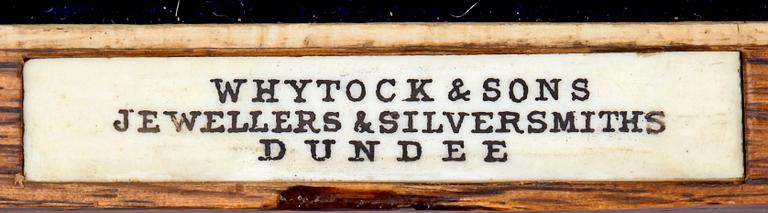 WHYTOCK & SONS
JEWELLERS & SILVERSMITHS
DUNDEE